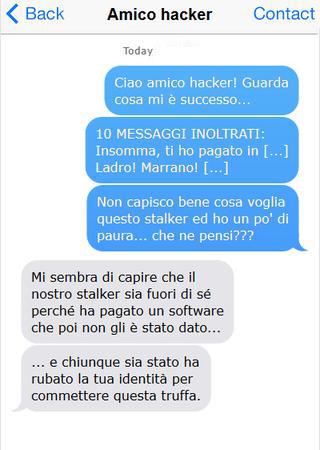 Back Amico hacker Contact
Today
Ciao amico hacker! Guarda
cosa mi è successo...
10 MESSAGGI INOLTRATI:
Insomma, ti ho pagato in [...]
Ladro! Marrano! [...]
Non capisco bene cosa voglia
questo stalker ed ho un po' di
paura... che ne pensi???
Mi sembra di capire che il
nostro stalker sia fuori di sé
perché ha pagato un software
che poi non gli è stato dato...
... e chiunque sia stato ha
rubato la tua identità per
commettere questa truffa.